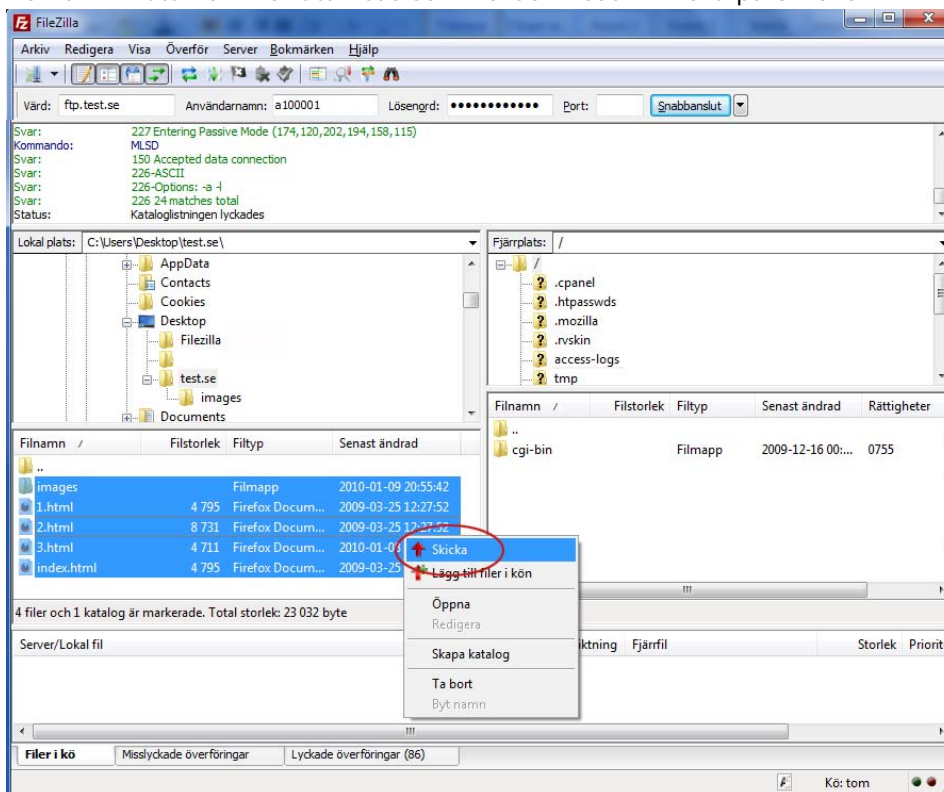 FileZilla
Arkiv Redigera Visa Överför Server Bokmärken Hjälp
Värd: ftp.test.se Användarnamn: a100001 Lösenord: ●●●●●●●●●●●● Port: Snabbanslut
Svar: 227 Entering Passive Mode (174,120,202,194,158,115)
Kommando: MLSD
Svar: 150 Accepted data connection
Svar: 226-ASCII
Svar: 226-Options: -a -l
Svar: 226 24 matches total
Status: Kataloglistningen lyckades
Lokal plats: C:\Users\Desktop\test.se\
AppData
Contacts
Cookies
Desktop
Filezilla
test.se
images
Documents
Fjärrplats: /
/
.cpanel
.htpasswds
.mozilla
.rvskin
access-logs
tmp
Filnamn / Filstorlek Filtyp Senast ändrad
..
images Filmapp 2010-01-09 20:55:42
1.html 4 795 Firefox Docum... 2009-03-25 12:27:52
2.html 8 731 Firefox Docum... 2009-03-25 12:27:52
3.html 4 711 Firefox Docum... 2010-01-03
index.html 4 795 Firefox Docum... 2009-03-25
4 filer och 1 katalog är markerade. Total storlek: 23 032 byte
Filnamn / Filstorlek Filtyp Senast ändrad Rättigheter
..
cgi-bin Filmapp 2009-12-16 00:... 0755
Skicka
Lägg till filer i kön
Öppna
Redigera
Skapa katalog
Ta bort
Byt namn
Server/Lokal fil iktning Fjärrfil Storlek Priorit
Filer i kö Misslyckade överföringar Lyckade överföringar (86)
Kö: tom